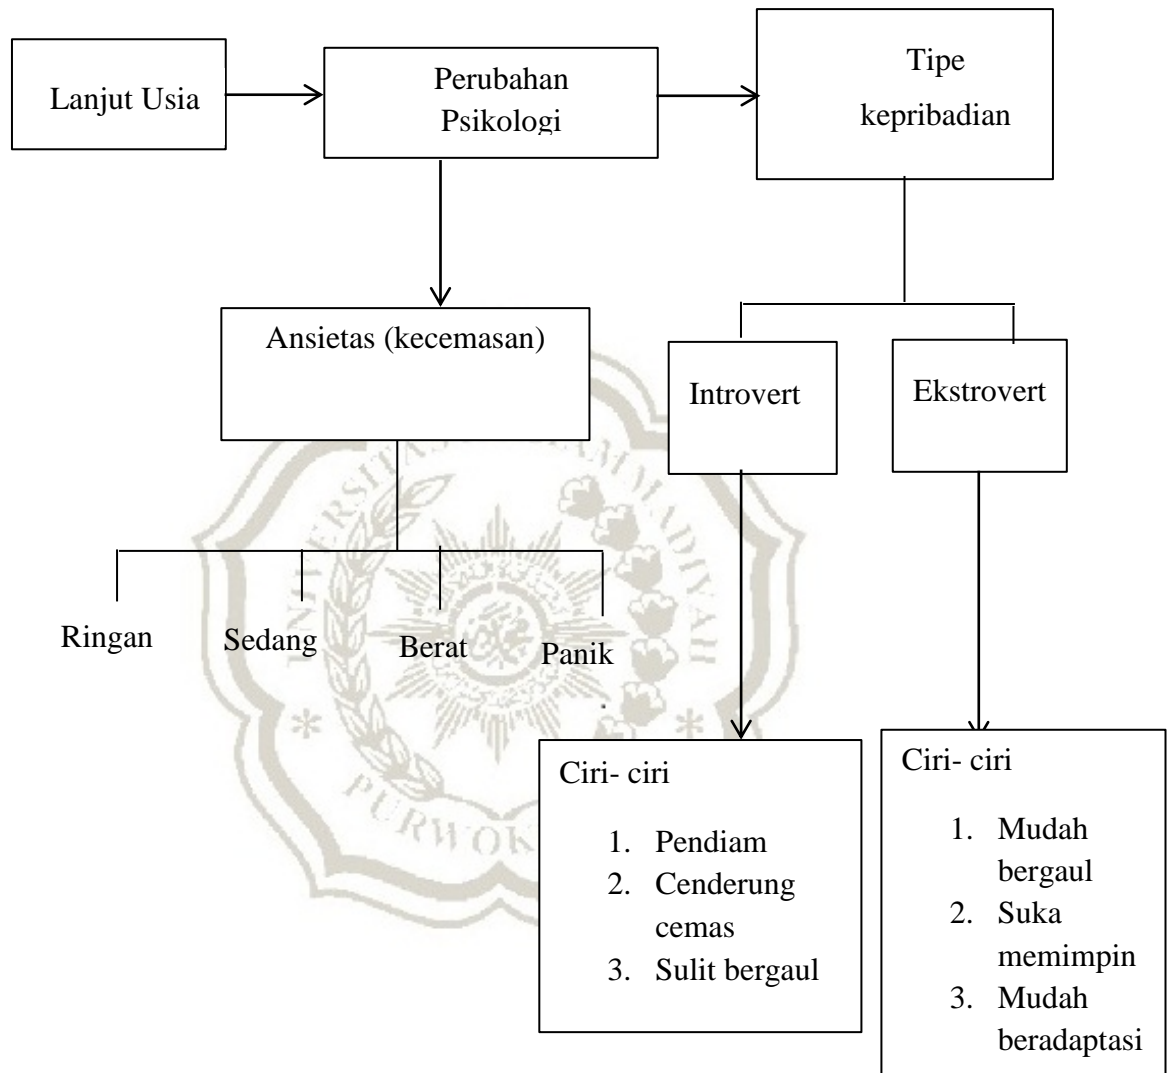 Lanjut Usia
Perubahan
Psikologi
Tipe
kepribadian
Ansietas (kecemasan)
Introvert
Ekstrovert
Ringan
Sedang
Berat
Panik
Ciri- ciri
1. Pendiam
2. Cenderung
cemas
3. Sulit bergaul
Ciri- ciri
1. Mudah
bergaul
2. Suka
memimpin
3. Mudah
beradaptasi